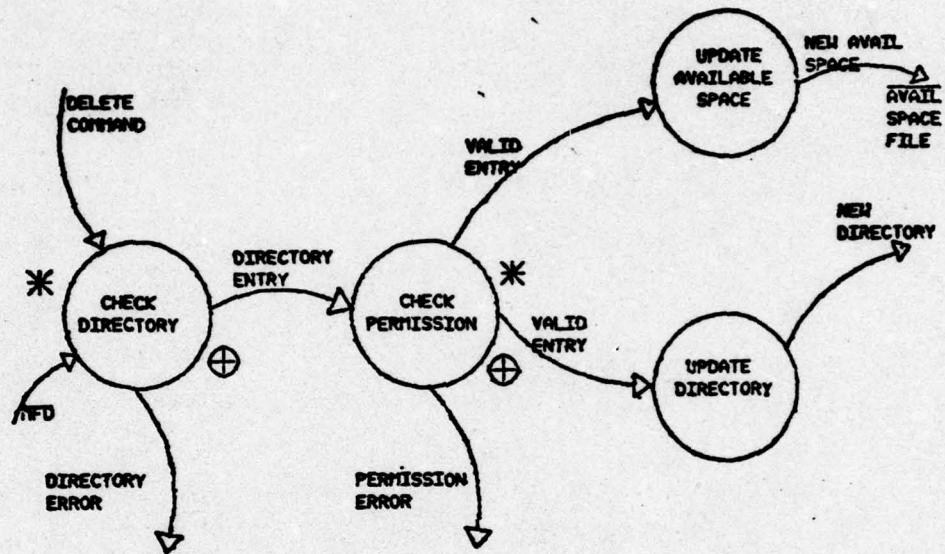 DELETE
COMMAND
CHECK
DIRECTORY
MFD
DIRECTORY
ERROR
DIRECTORY
ENTRY
CHECK
PERMISSION
PERMISSION
ERROR
VALID
ENTRY
UPDATE
AVAILABLE
SPACE
NEW AVAIL
SPACE
AVAIL
SPACE
FILE
VALID
ENTRY
UPDATE
DIRECTORY
NEW
DIRECTORY